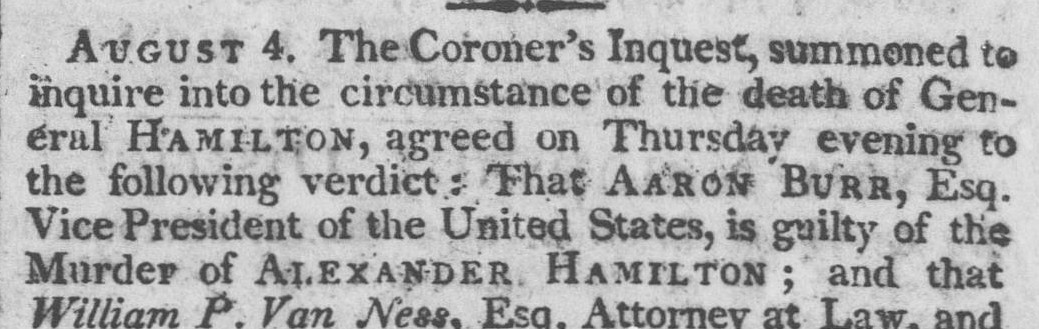 AUGUST 4. The Coroner's Inquest, summoned to
inquire into the circumstance of the death of Gen-
eral HAMILTON, agreed on Thursday evening to
the following verdict: That AARON BURR, Esq.
Vice President of the United States, is guilty of the
Murder of ALEXANDER HAMILTON; and that
William P. Van Ness, Esq. Attorney at Law, and